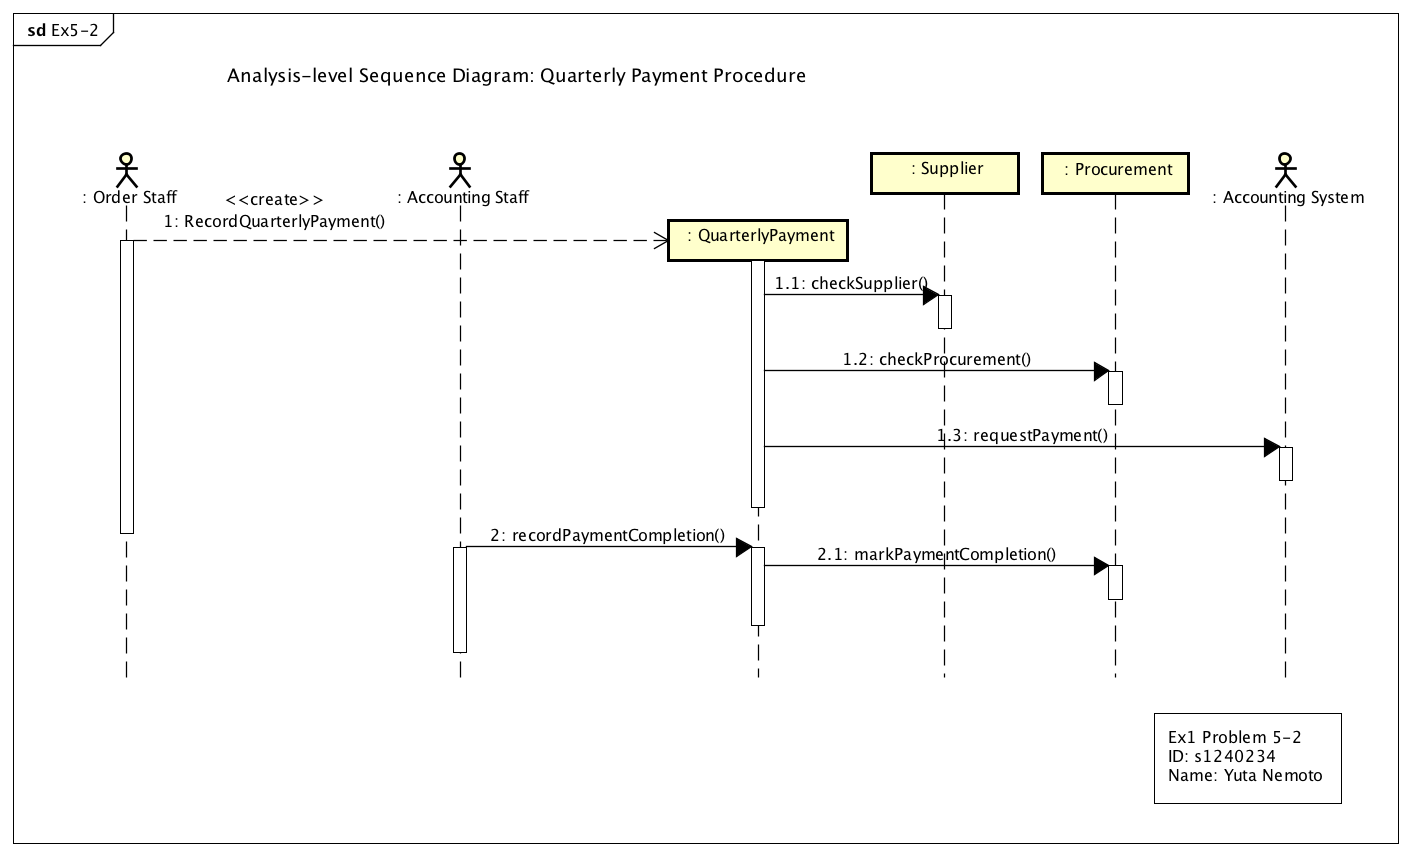 sd Ex5-2
Analysis-level Sequence Diagram: Quarterly Payment Procedure
: Supplier
: Procurement
: Order Staff
: Accounting Staff
: Accounting System
<<create>>
1: RecordQuarterlyPayment()
: QuarterlyPayment
1.1: checkSupplier()
1.2: checkProcurement()
1.3: requestPayment()
2: recordPaymentCompletion()
2.1: markPaymentCompletion()
Ex1 Problem 5-2
ID: s1240234
Name: Yuta Nemoto